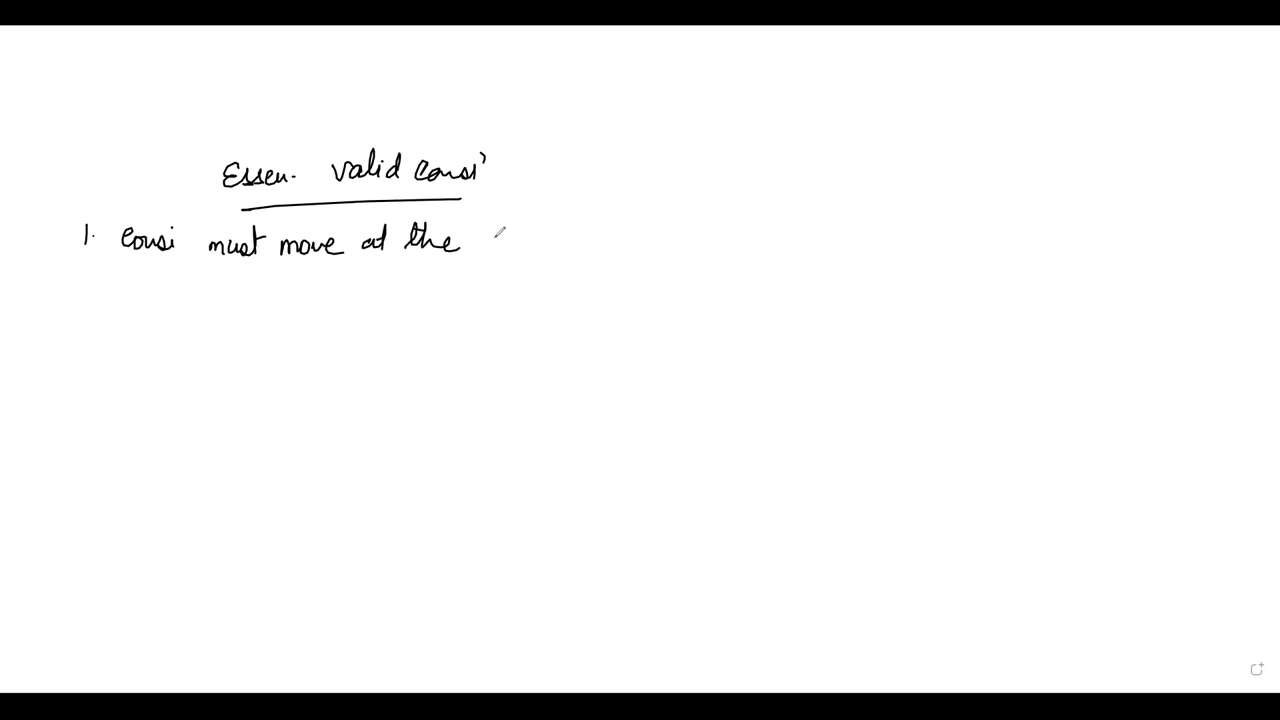 Essen. valid consi'
1. Consi must move at the